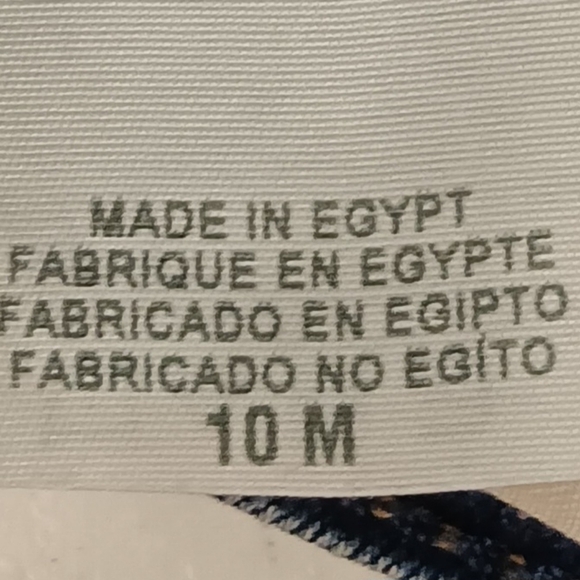 MADE IN EGYPT
FABRIQUE EN EGYPTE
FABRICADO EN EGIPTO
FABRICADO NO EGÍTO
10 M